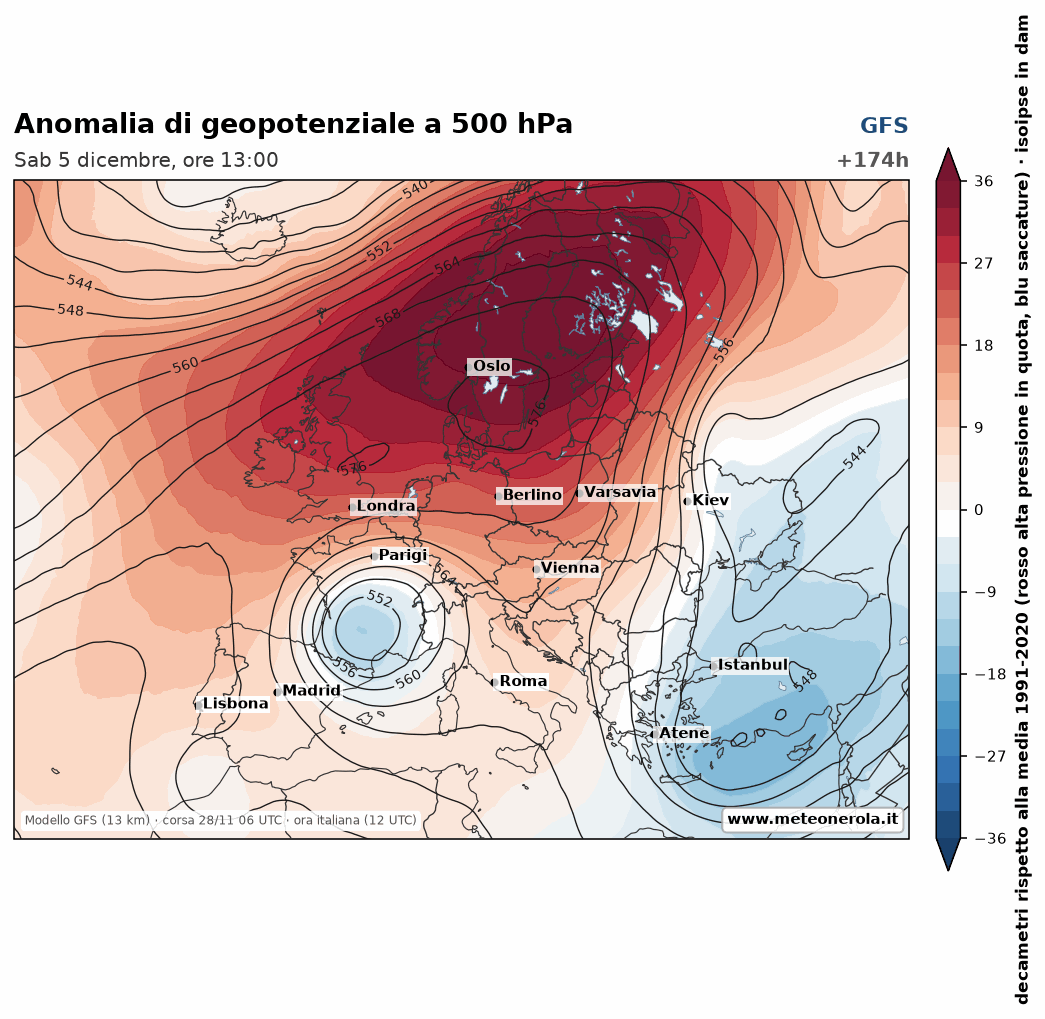 Anomalia di geopotenziale a 500 hPa
GFS
Sab 5 dicembre, ore 13:00
+174h
540
552
564
544
548
568
560
556
576
Oslo
576
544
Londra
Berlino
Varsavia
Kiev
Parigi
564
Vienna
552
556
560
Istanbul
548
Roma
Madrid
Lisbona
Atene
Modello GFS (13 km) · corsa 28/11 06 UTC · ora italiana (12 UTC)
www.meteonerola.it
36
27
18
9
0
−9
−18
−27
−36
decametri rispetto alla media 1991-2020 (rosso alta pressione in quota, blu saccature) · isoipse in dam